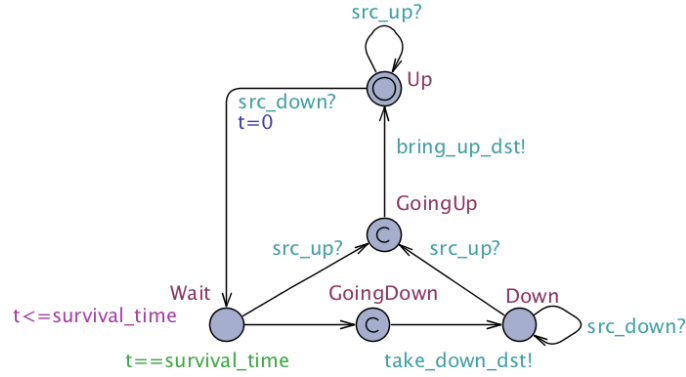 src_up?
Up
src_down?
t=0
bring_up_dst!
GoingUp
src_up?
src_up?
Wait
GoingDown
Down
t<=survival_time
C
C
src_down?
t==survival_time
take_down_dst!